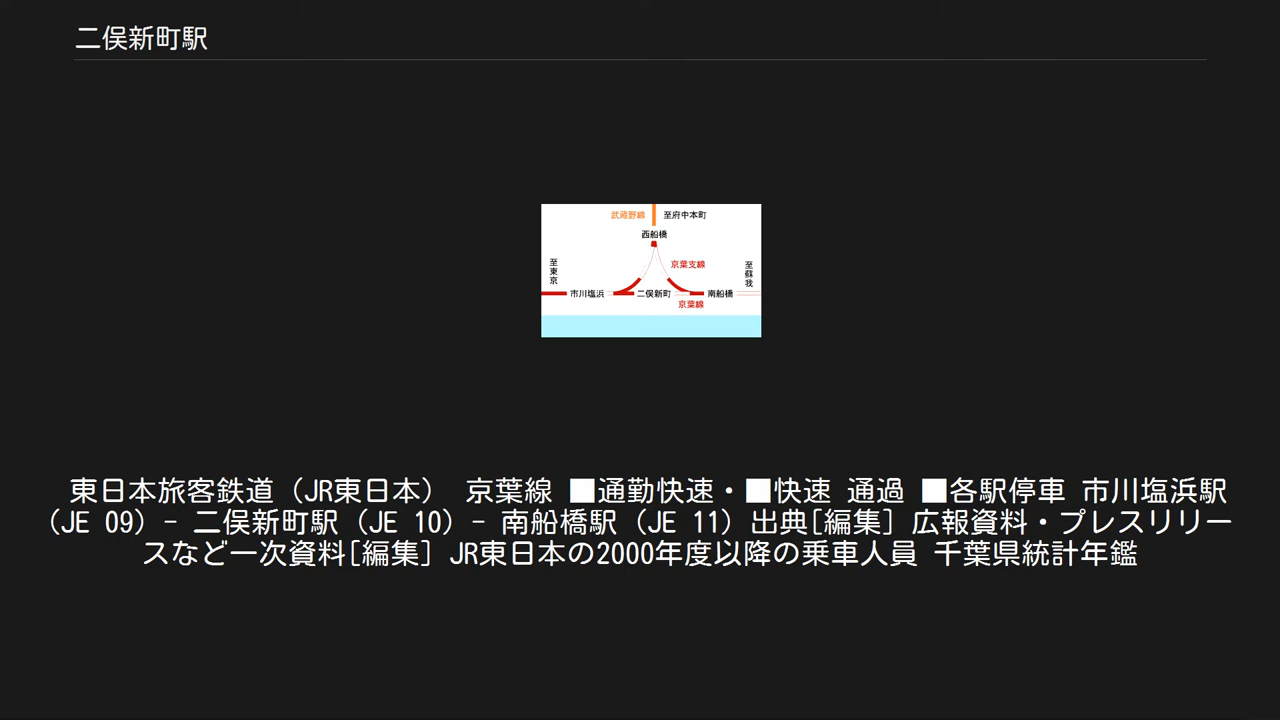 二俣新町駅
武蔵野線 至府中本町
西船橋
至東京
京葉支線
至蘇我
市川塩浜 二俣新町 南船橋
京葉線
東日本旅客鉄道（JR東日本） 京葉線 ■通勤快速・■快速 通過 ■各駅停車 市川塩浜駅
（JE 09）- 二俣新町駅（JE 10）- 南船橋駅（JE 11）出典[編集] 広報資料・プレスリリー
スなど一次資料[編集] JR東日本の2000年度以降の乗車人員 千葉県統計年鑑